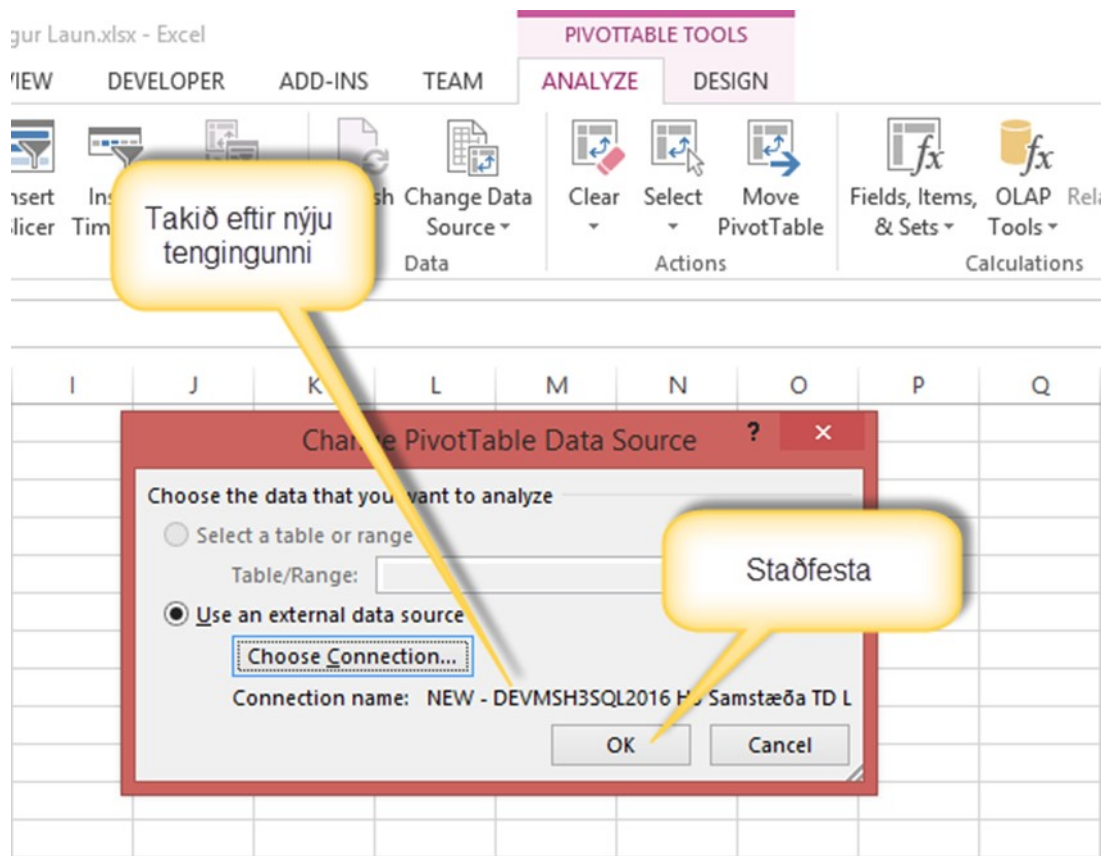 gur Laun.xlsx - Excel
PIVOTTABLE TOOLS
VIEW DEVELOPER ADD-INS TEAM ANALYZE DESIGN
nsert
licer
Tim
Change Data
Source
Clear
Select
Move
PivotTable
Fields, Items,
& Sets
OLAP
Tools
Rela
Data Actions Calculations
Takið eftir nýju
tengingunni
I J K L M N O P Q
Change PivotTable Data Source ?
Choose the data that you want to analyze
Select a table or range
Table/Range:
Use an external data source
Choose Connection...
Connection name: NEW - DEVMSH3SQL2016 Samstæða TD L
OK Cancel
Staðfesta